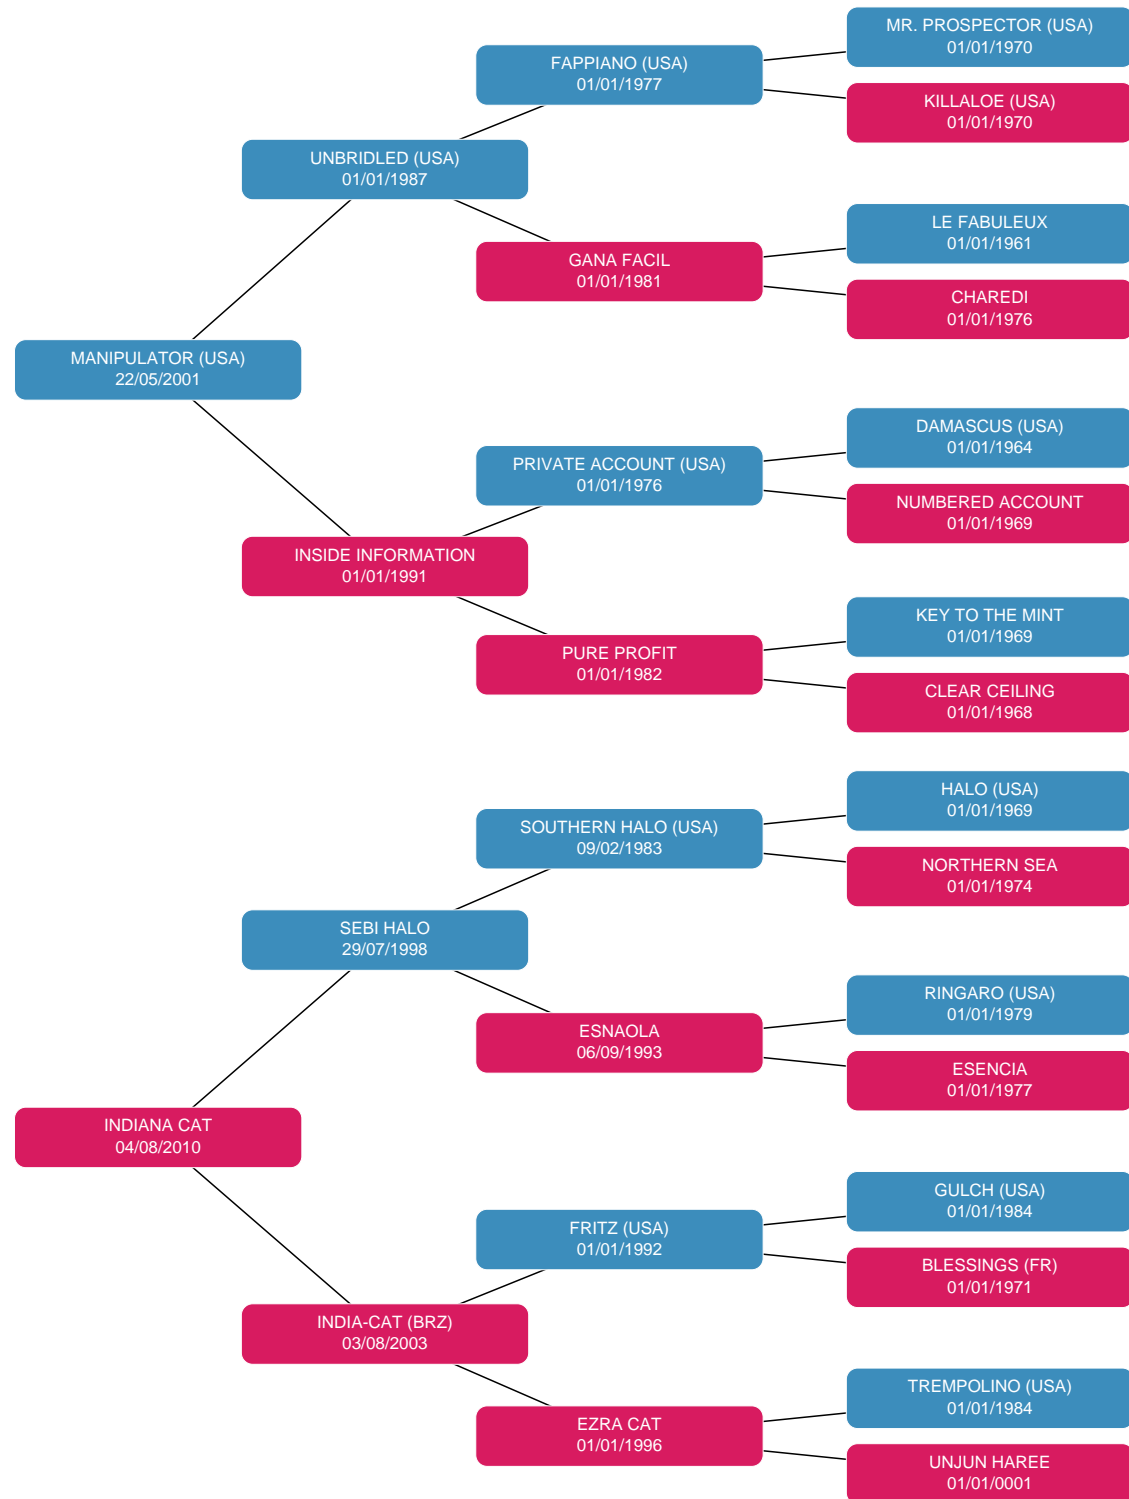 MR. PROSPECTOR (USA)
01/01/1970
FAPPIANO (USA)
01/01/1977
KILLALOE (USA)
01/01/1970
UNBRIDLED (USA)
01/01/1987
LE FABULEUX
01/01/1961
GANA FACIL
01/01/1981
CHAREDI
01/01/1976
MANIPULATOR (USA)
22/05/2001
DAMASCUS (USA)
01/01/1964
PRIVATE ACCOUNT (USA)
01/01/1976
NUMBERED ACCOUNT
01/01/1969
INSIDE INFORMATION
01/01/1991
KEY TO THE MINT
01/01/1969
PURE PROFIT
01/01/1982
CLEAR CEILING
01/01/1968
HALO (USA)
01/01/1969
SOUTHERN HALO (USA)
09/02/1983
NORTHERN SEA
01/01/1974
SEBI HALO
29/07/1998
RINGARO (USA)
01/01/1979
ESNAOLA
06/09/1993
ESENCIA
01/01/1977
INDIANA CAT
04/08/2010
GULCH (USA)
01/01/1984
FRITZ (USA)
01/01/1992
BLESSINGS (FR)
01/01/1971
INDIA-CAT (BRZ)
03/08/2003
TREMPOLINO (USA)
01/01/1984
EZRA CAT
01/01/1996
UNJUN HAREE
01/01/0001